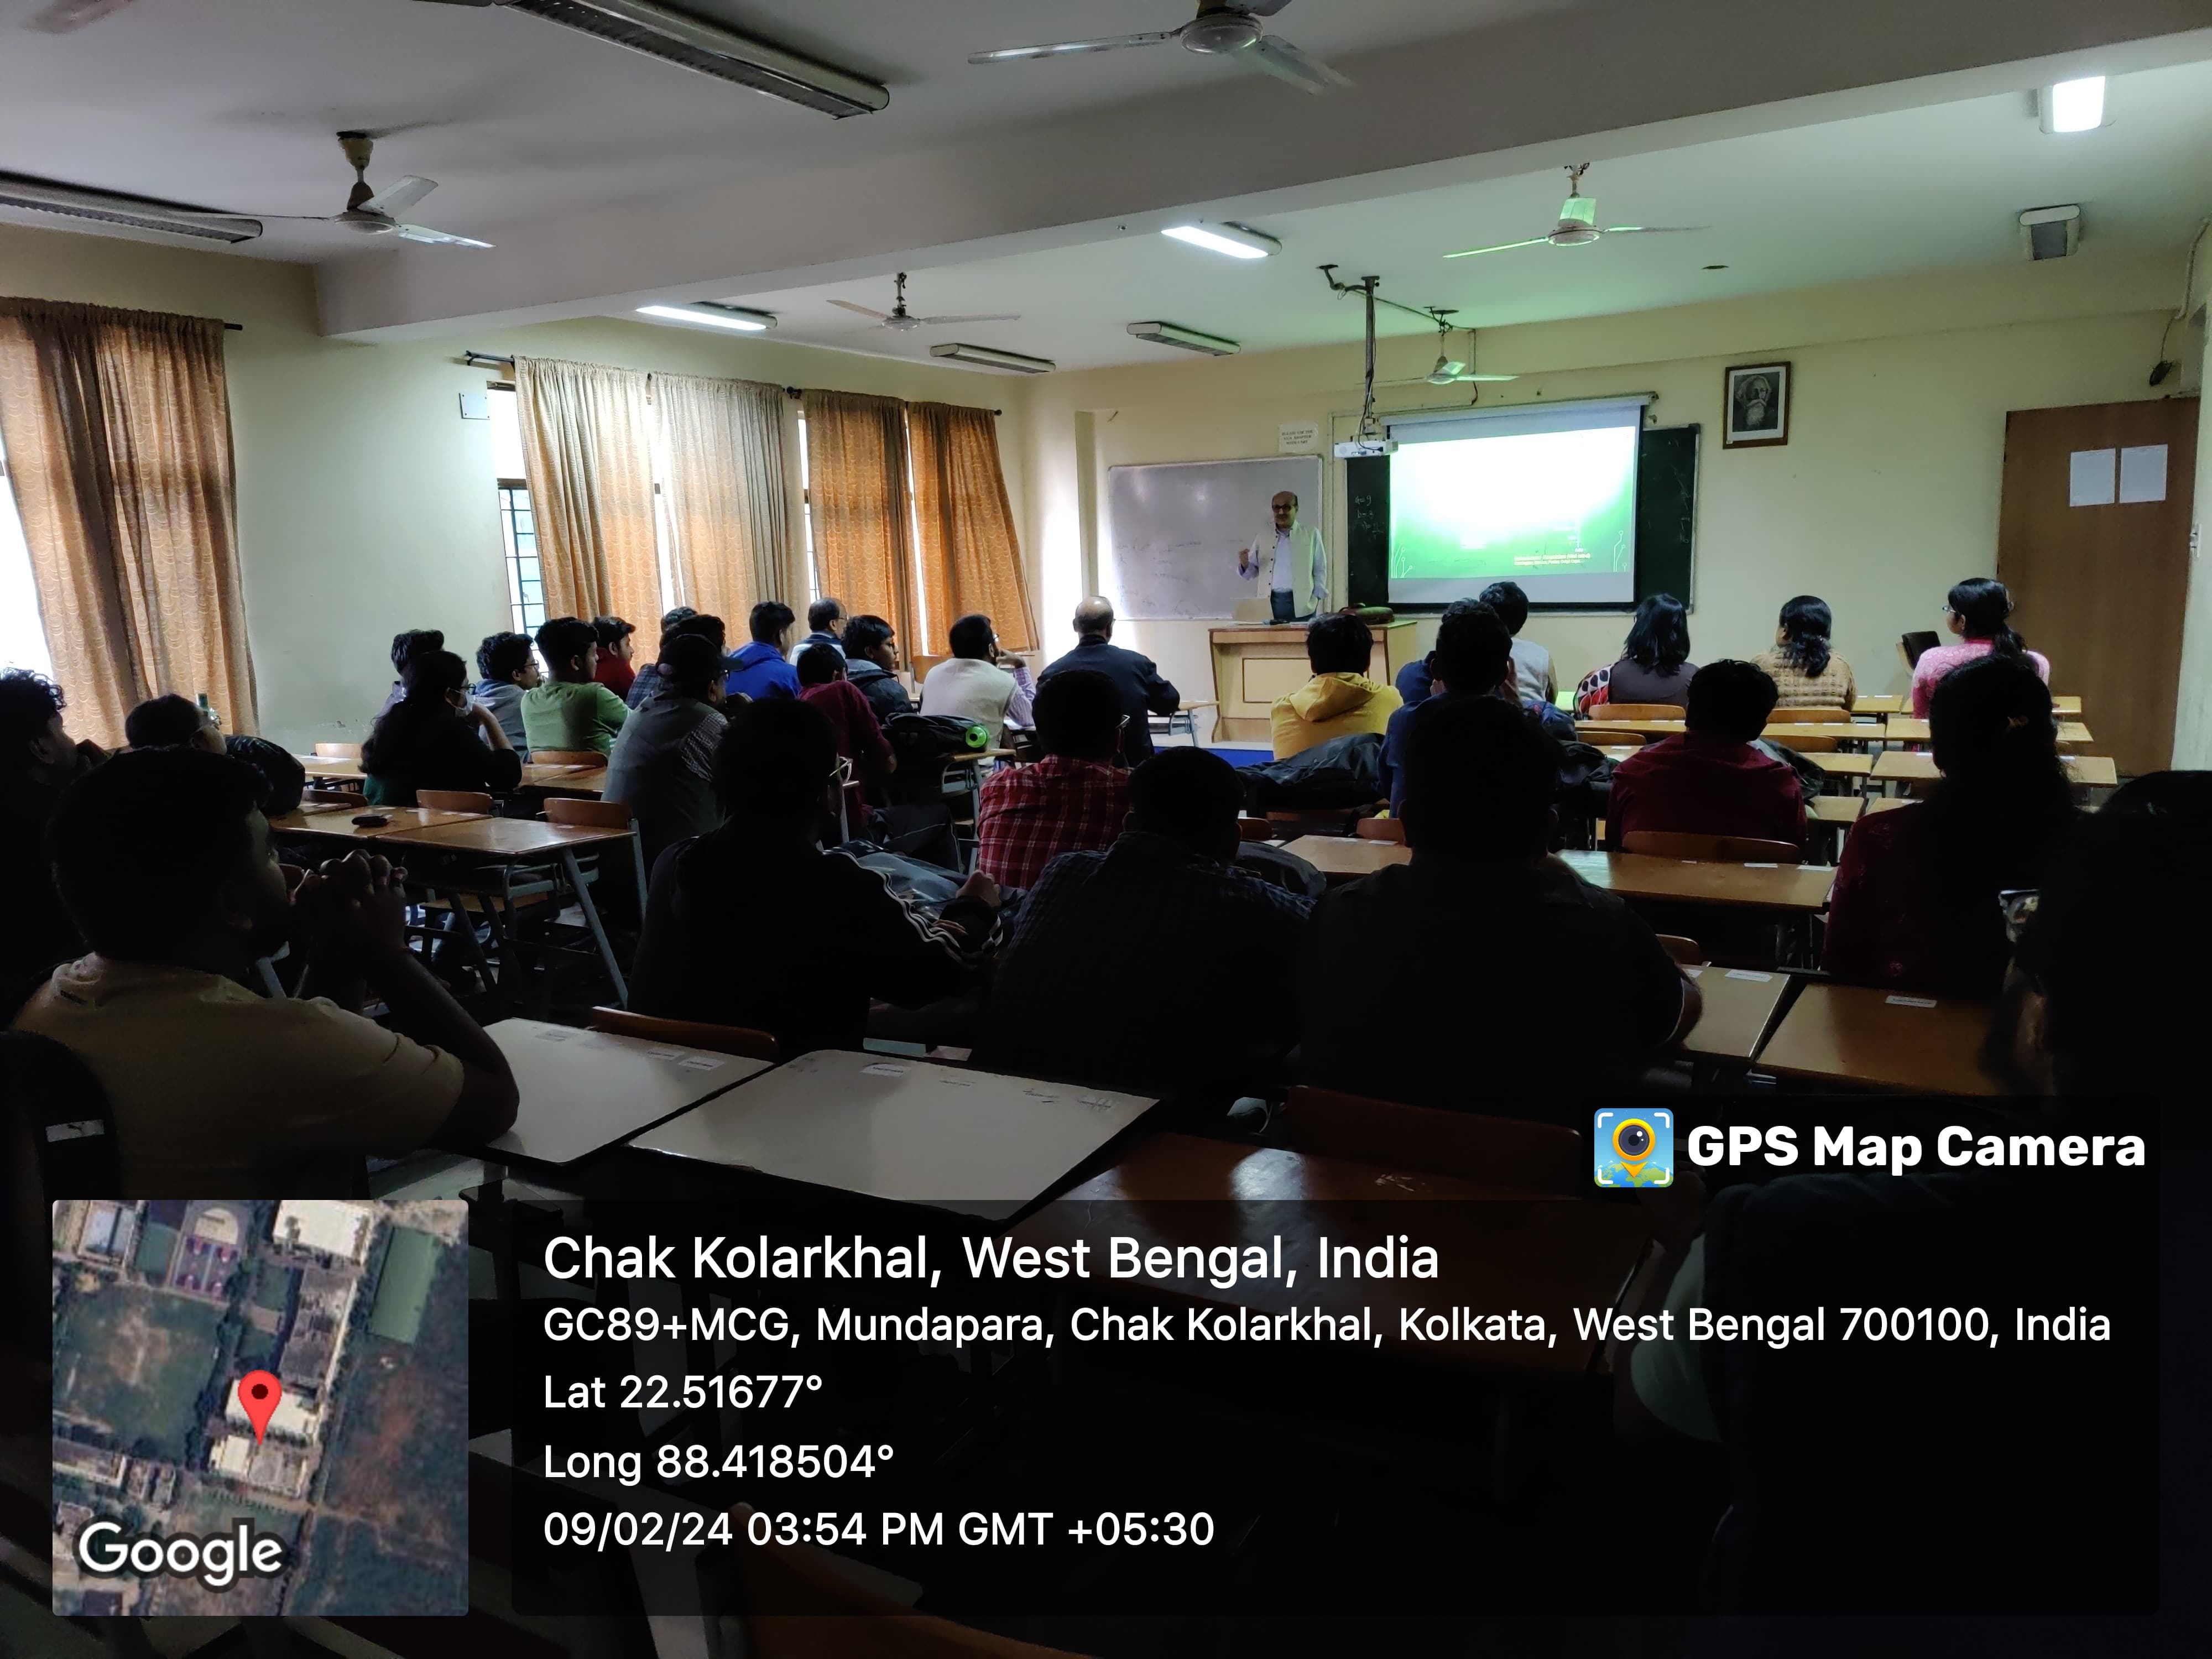 GPS Map Camera
Chak Kolarkhal, West Bengal, India
GC89+MCG, Mundapara, Chak Kolarkhal, Kolkata, West Bengal 700100, India
Lat 22.51677°
Long 88.418504°
09/02/24 03:54 PM GMT +05:30
Google